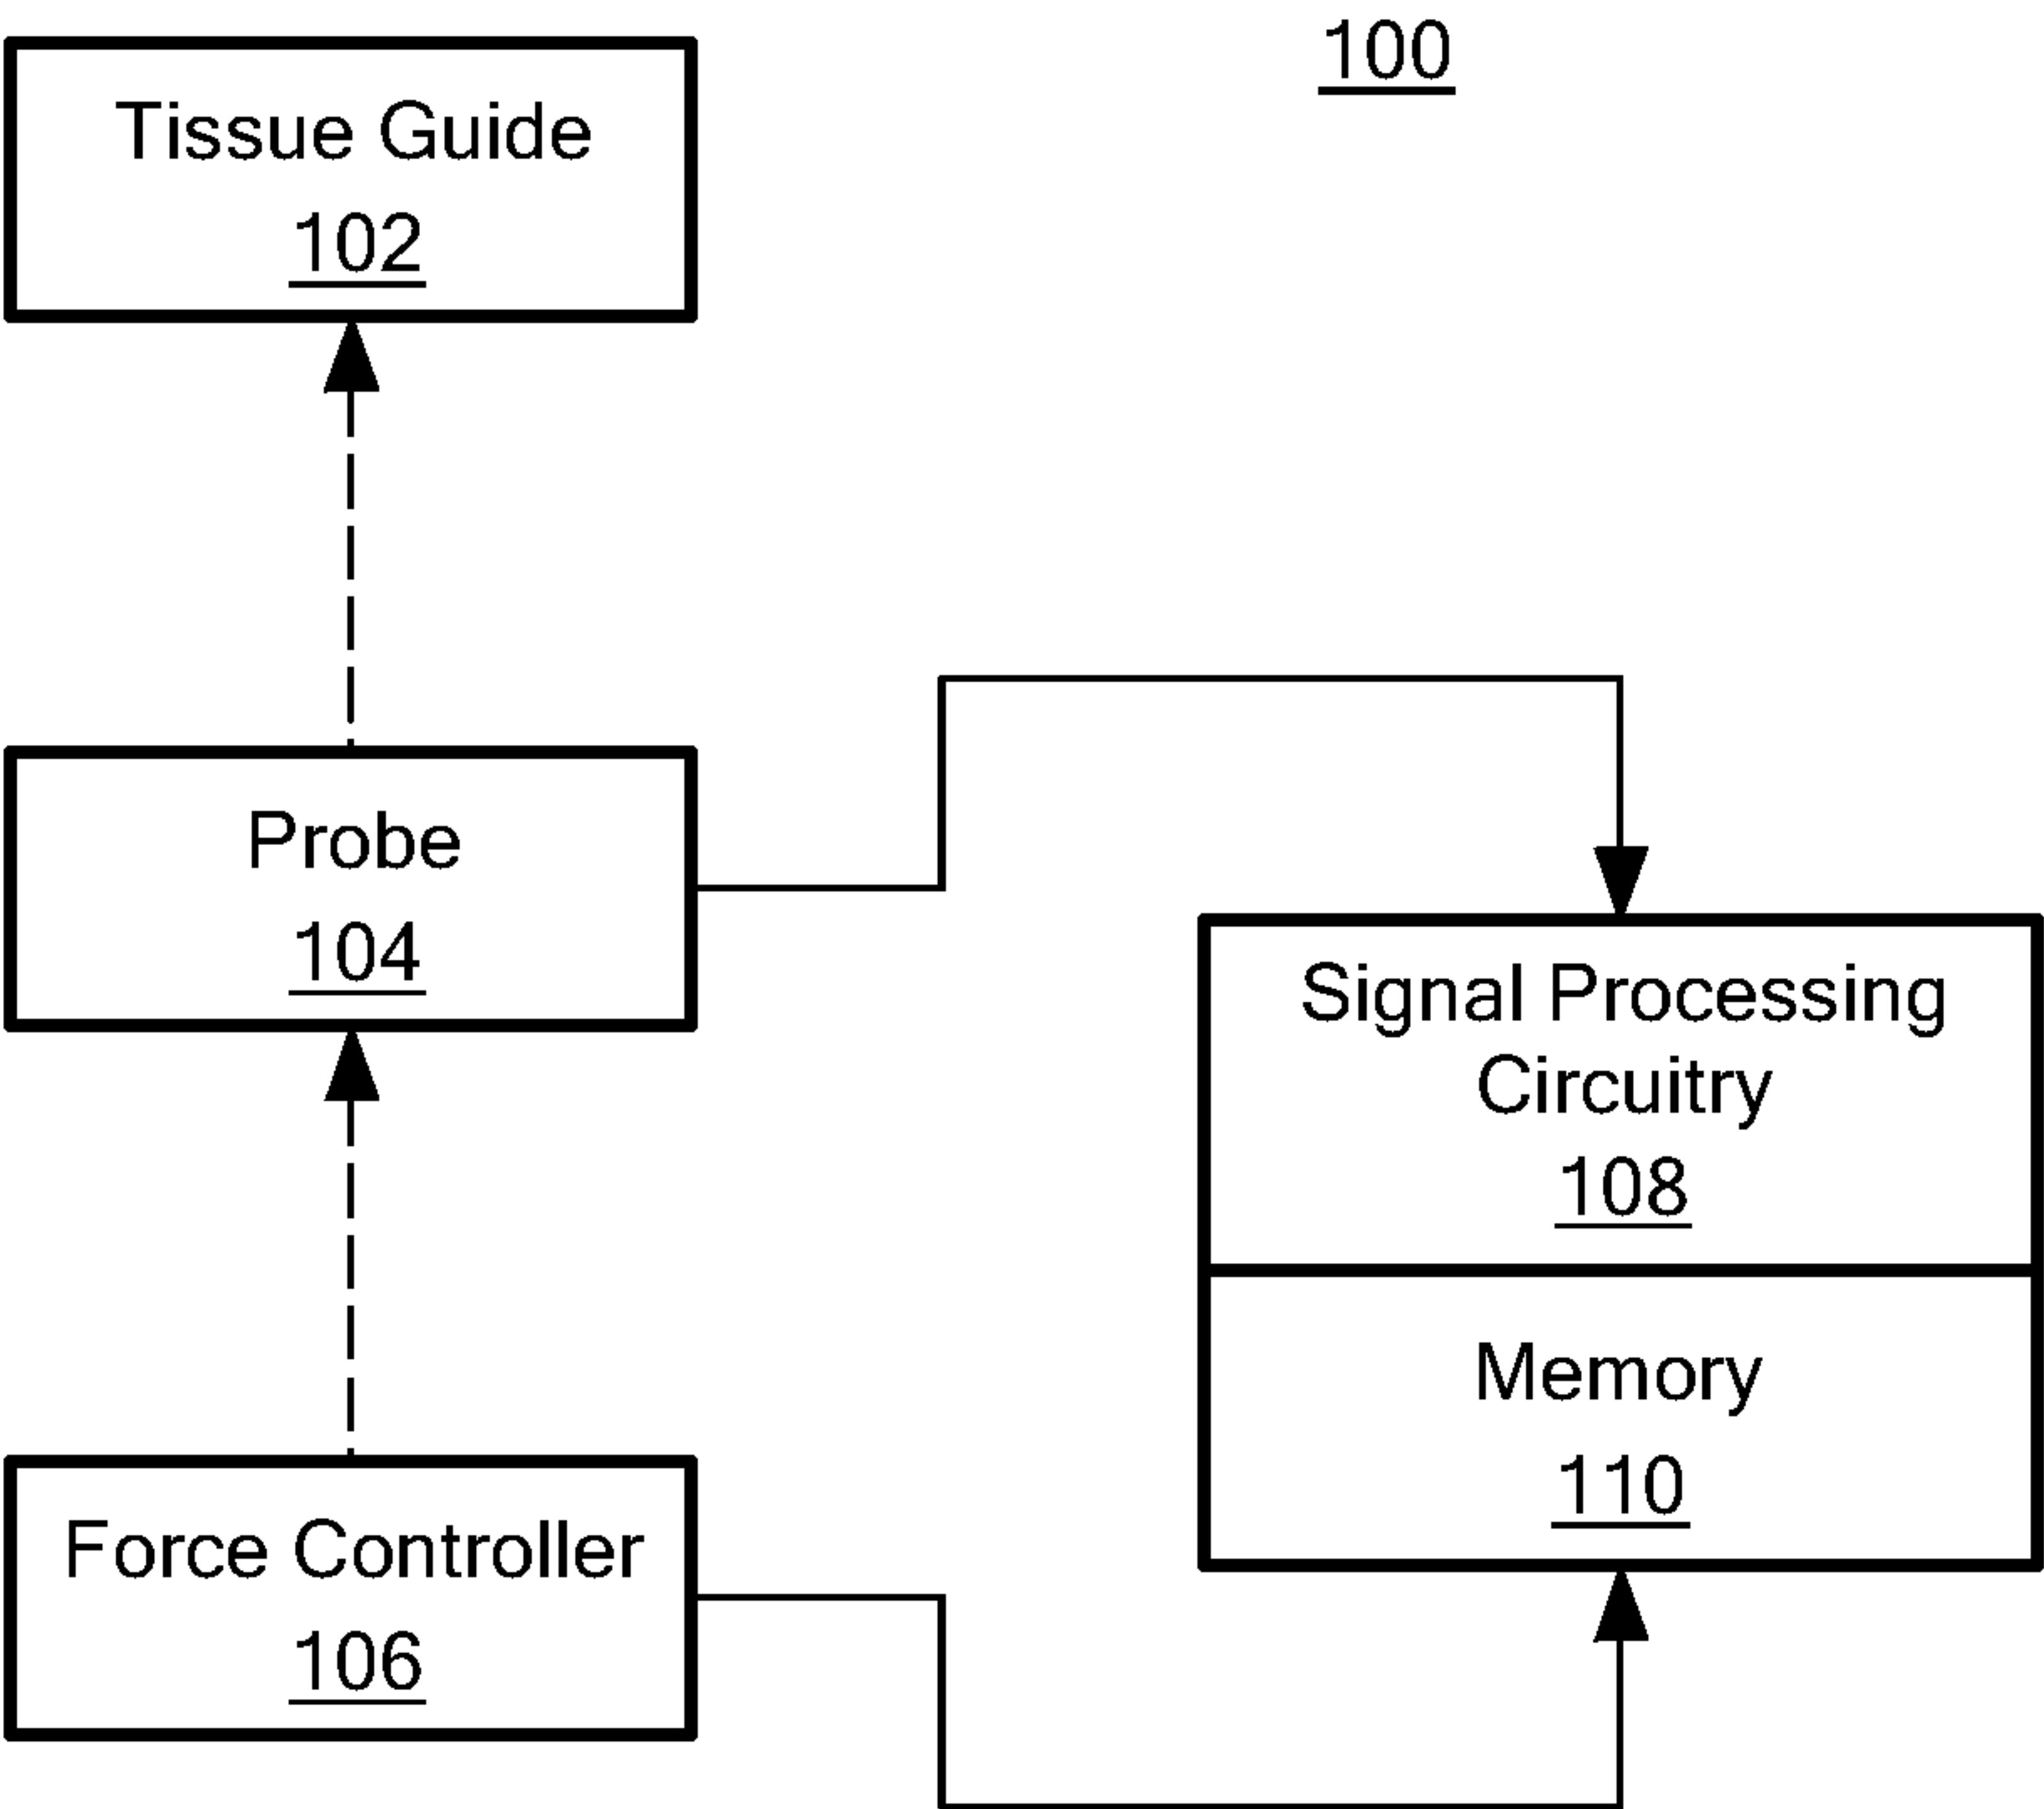 100
Tissue Guide
102
Probe
104
Signal Processing
Circuitry
108
Memory
110
Force Controller
106